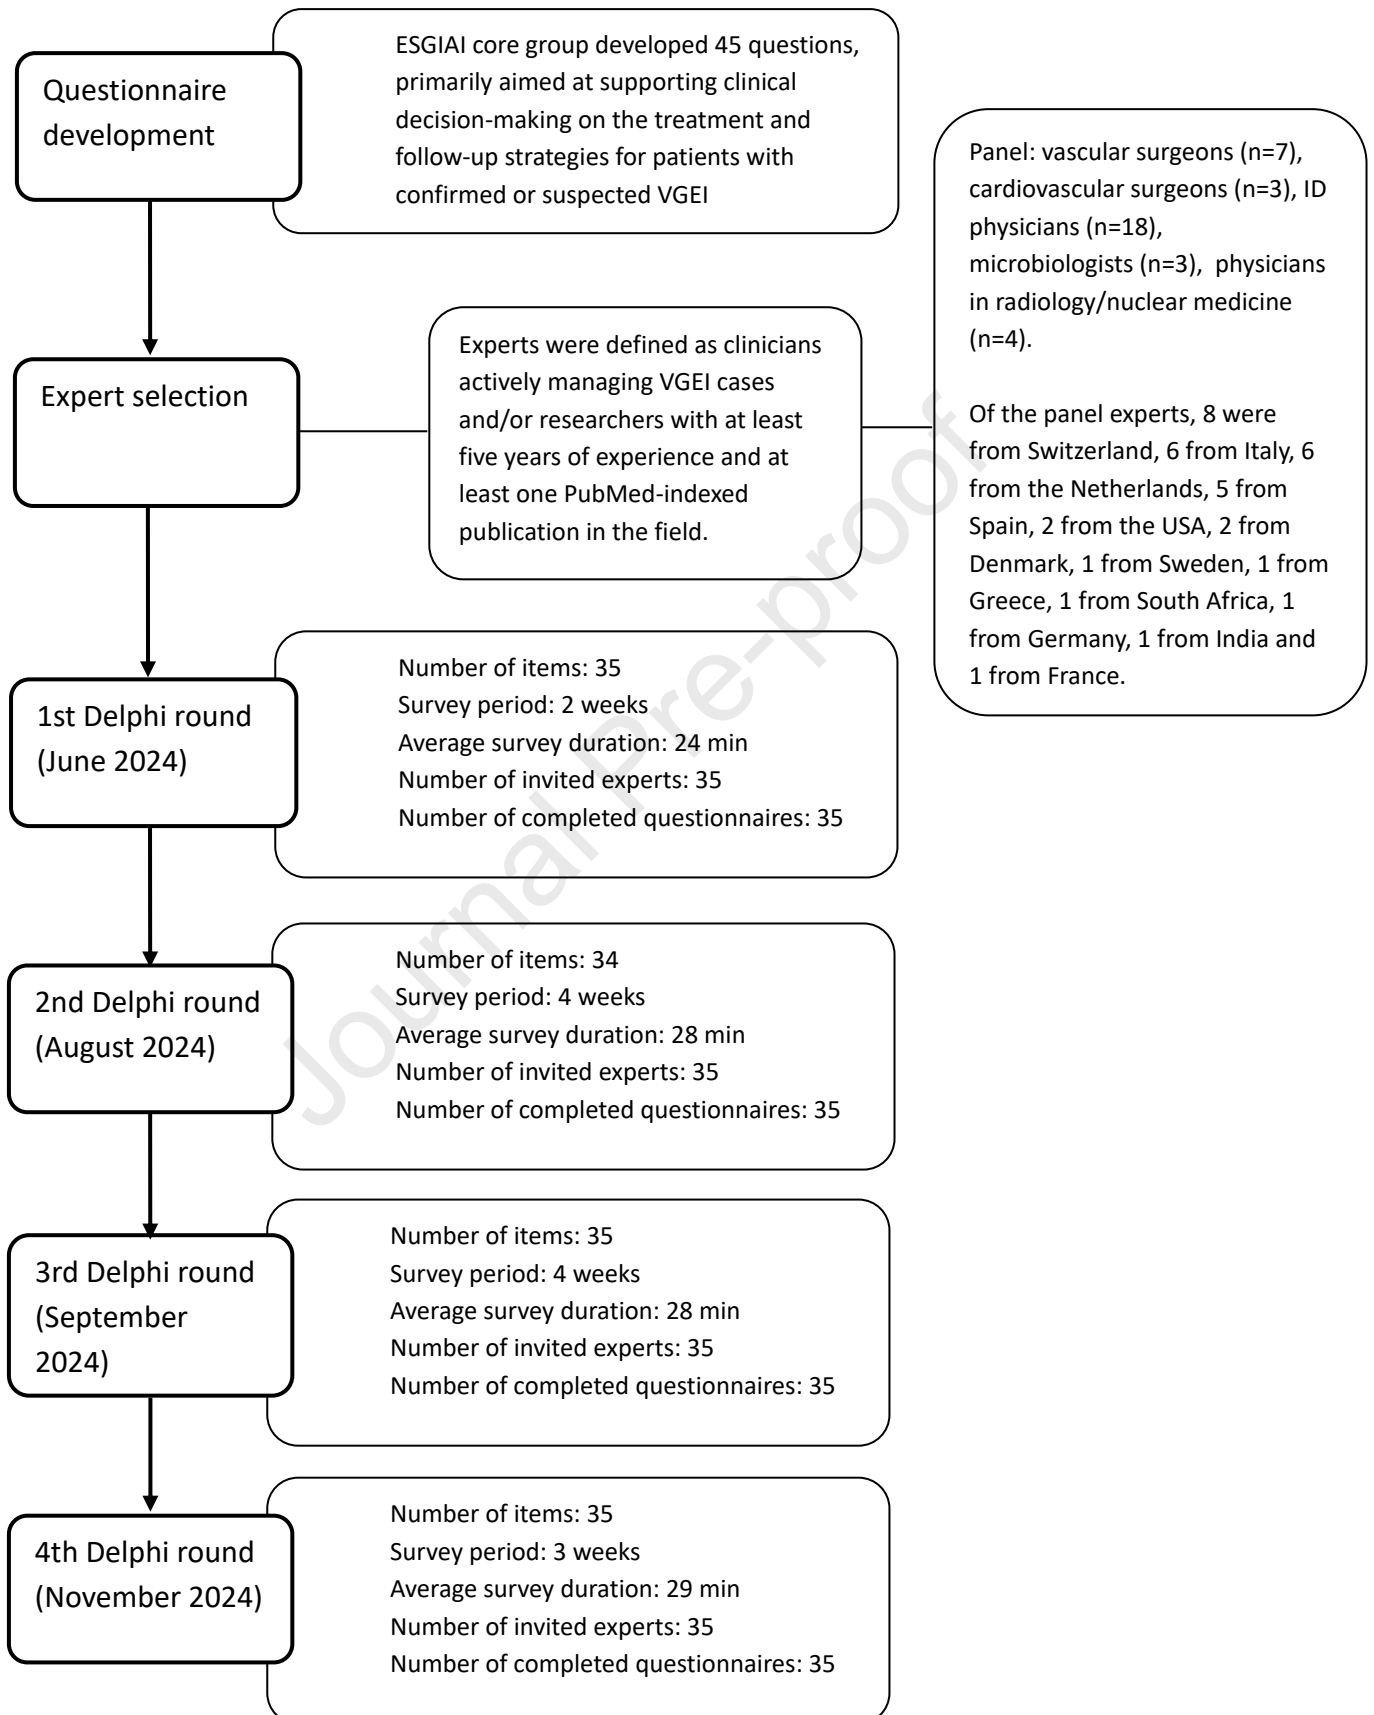 Questionnaire
development
ESGIAI core group developed 45 questions,
primarily aimed at supporting clinical
decision-making on the treatment and
follow-up strategies for patients with
confirmed or suspected VGEI
Expert selection
Experts were defined as clinicians
actively managing VGEI cases
and/or researchers with at least
five years of experience and at
least one PubMed-indexed
publication in the field.
Panel: vascular surgeons (n=7),
cardiovascular surgeons (n=3), ID
physicians (n=18),
microbiologists (n=3), physicians
in radiology/nuclear medicine
(n=4).
Of the panel experts, 8 were
from Switzerland, 6 from Italy, 6
from the Netherlands, 5 from
Spain, 2 from the USA, 2 from
Denmark, 1 from Sweden, 1 from
Greece, 1 from South Africa, 1
from Germany, 1 from India and
1 from France.
1st Delphi round
(June 2024)
Number of items: 35
Survey period: 2 weeks
Average survey duration: 24 min
Number of invited experts: 35
Number of completed questionnaires: 35
2nd Delphi round
(August 2024)
Number of items: 34
Survey period: 4 weeks
Average survey duration: 28 min
Number of invited experts: 35
Number of completed questionnaires: 35
3rd Delphi round
(September
2024)
Number of items: 35
Survey period: 4 weeks
Average survey duration: 28 min
Number of invited experts: 35
Number of completed questionnaires: 35
4th Delphi round
(November 2024)
Number of items: 35
Survey period: 3 weeks
Average survey duration: 29 min
Number of invited experts: 35
Number of completed questionnaires: 35
Journal Pre-proof